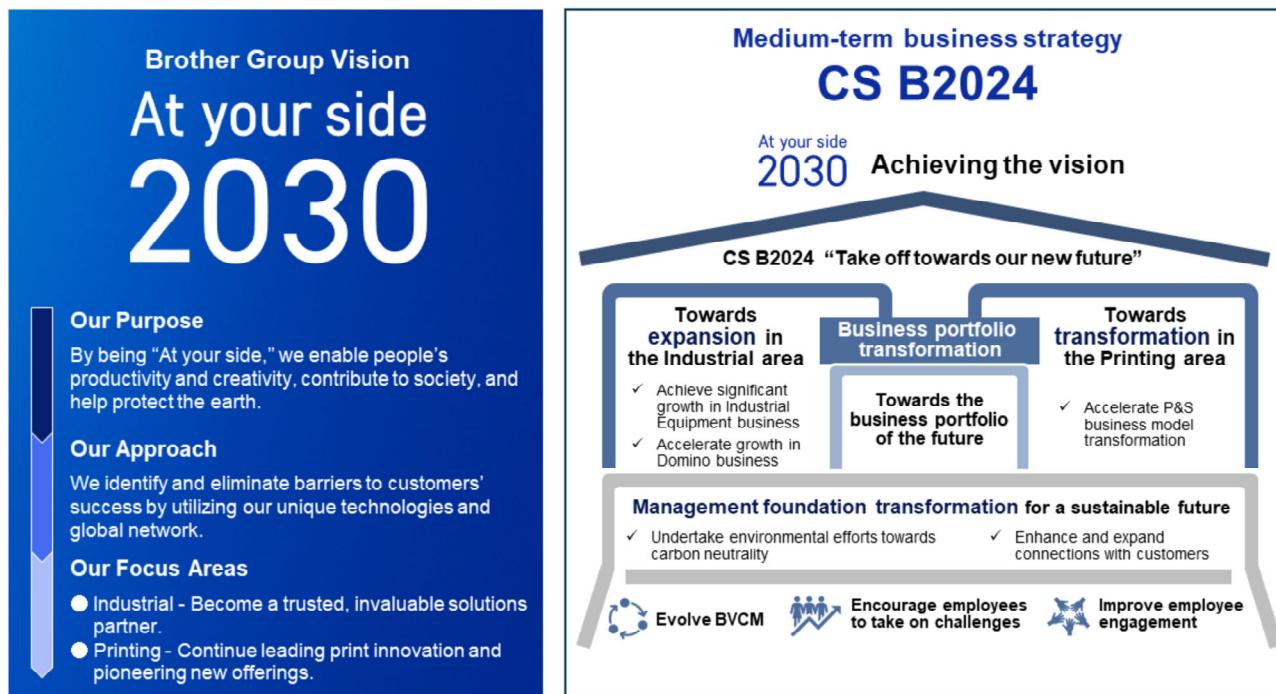 Brother Group Vision
At your side
2030
Our Purpose
By being “At your side,” we enable people’s
productivity and creativity, contribute to society, and
help protect the earth.
Our Approach
We identify and eliminate barriers to customers’
success by utilizing our unique technologies and
global network.
Our Focus Areas
● Industrial - Become a trusted, invaluable solutions
partner.
● Printing - Continue leading print innovation and
pioneering new offerings.
Medium-term business strategy
CS B2024
At your side
2030
Achieving the vision
CS B2024 “Take off towards our new future”
Towards
expansion in
the Industrial area
✓ Achieve significant
growth in Industrial
Equipment business
✓ Accelerate growth in
Domino business
Business portfolio
transformation
Towards the
business portfolio
of the future
Towards
transformation in
the Printing area
✓ Accelerate P&S
business model
transformation
Management foundation transformation for a sustainable future
✓ Undertake environmental efforts towards
carbon neutrality
✓ Enhance and expand
connections with customers
Evolve BVCM
Encourage employees
to take on challenges
Improve employee
engagement